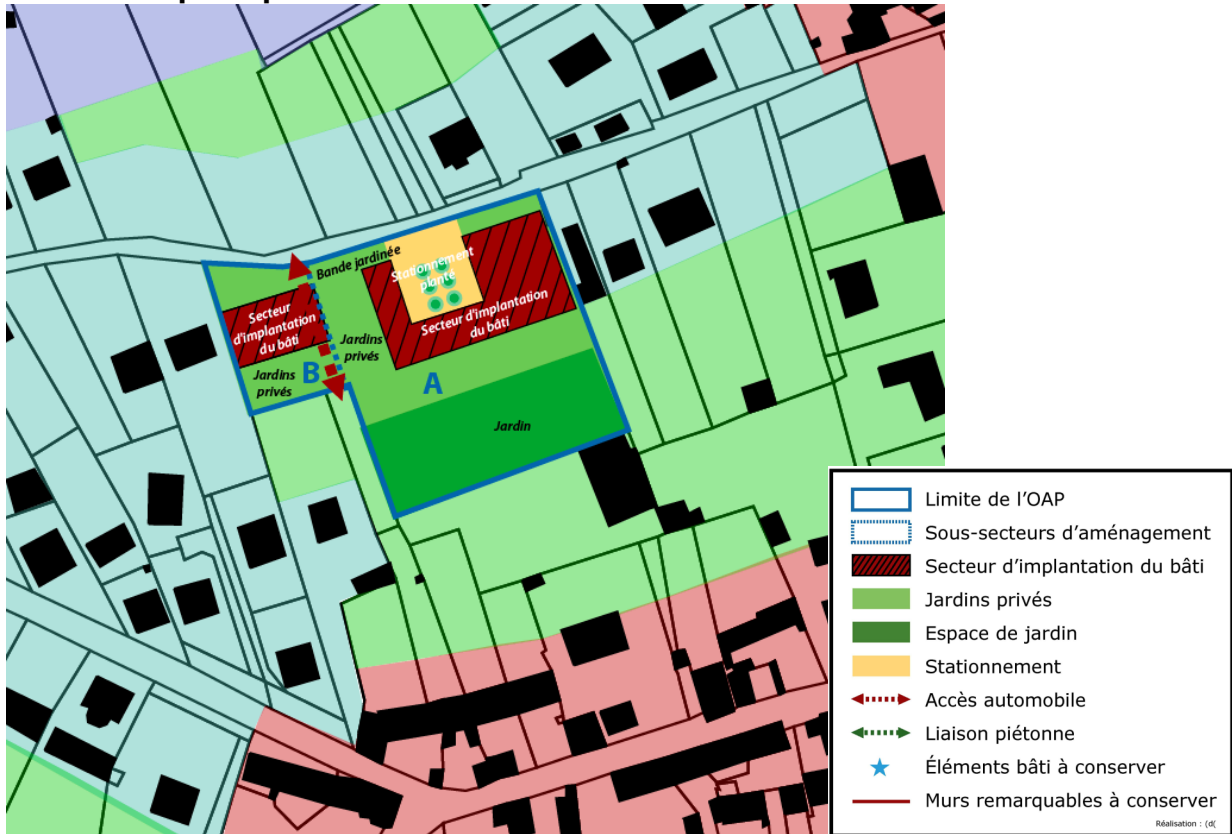 Bande jardinée
Stationnement
planté
Secteur
d'implantation
du bâti
Secteur d'implantation
du bâti
Jardins
privés
Jardins
privés
B
A
Jardin
Limite de l'OAP
Sous-secteurs d'aménagement
Secteur d'implantation du bâti
Jardins privés
Espace de jardin
Stationnement
Accès automobile
Liaison piétonne
Éléments bâti à conserver
Murs remarquables à conserver
Réalisation : (d(